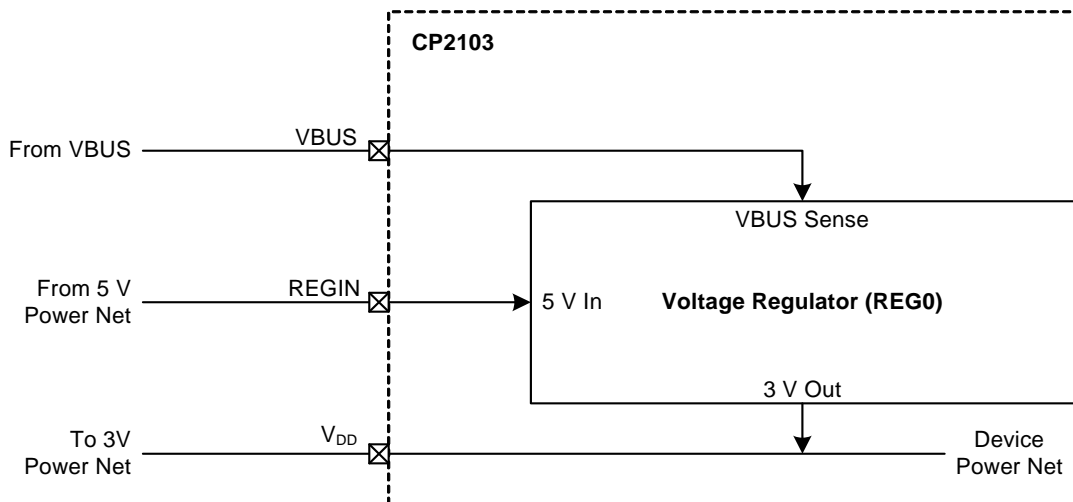 CP2103
From VBUS
VBUS
VBUS Sense
From 5 V
Power Net
REGIN
5 V In
Voltage Regulator (REG0)
3 V Out
To 3V
Power Net
VDD
Device
Power Net